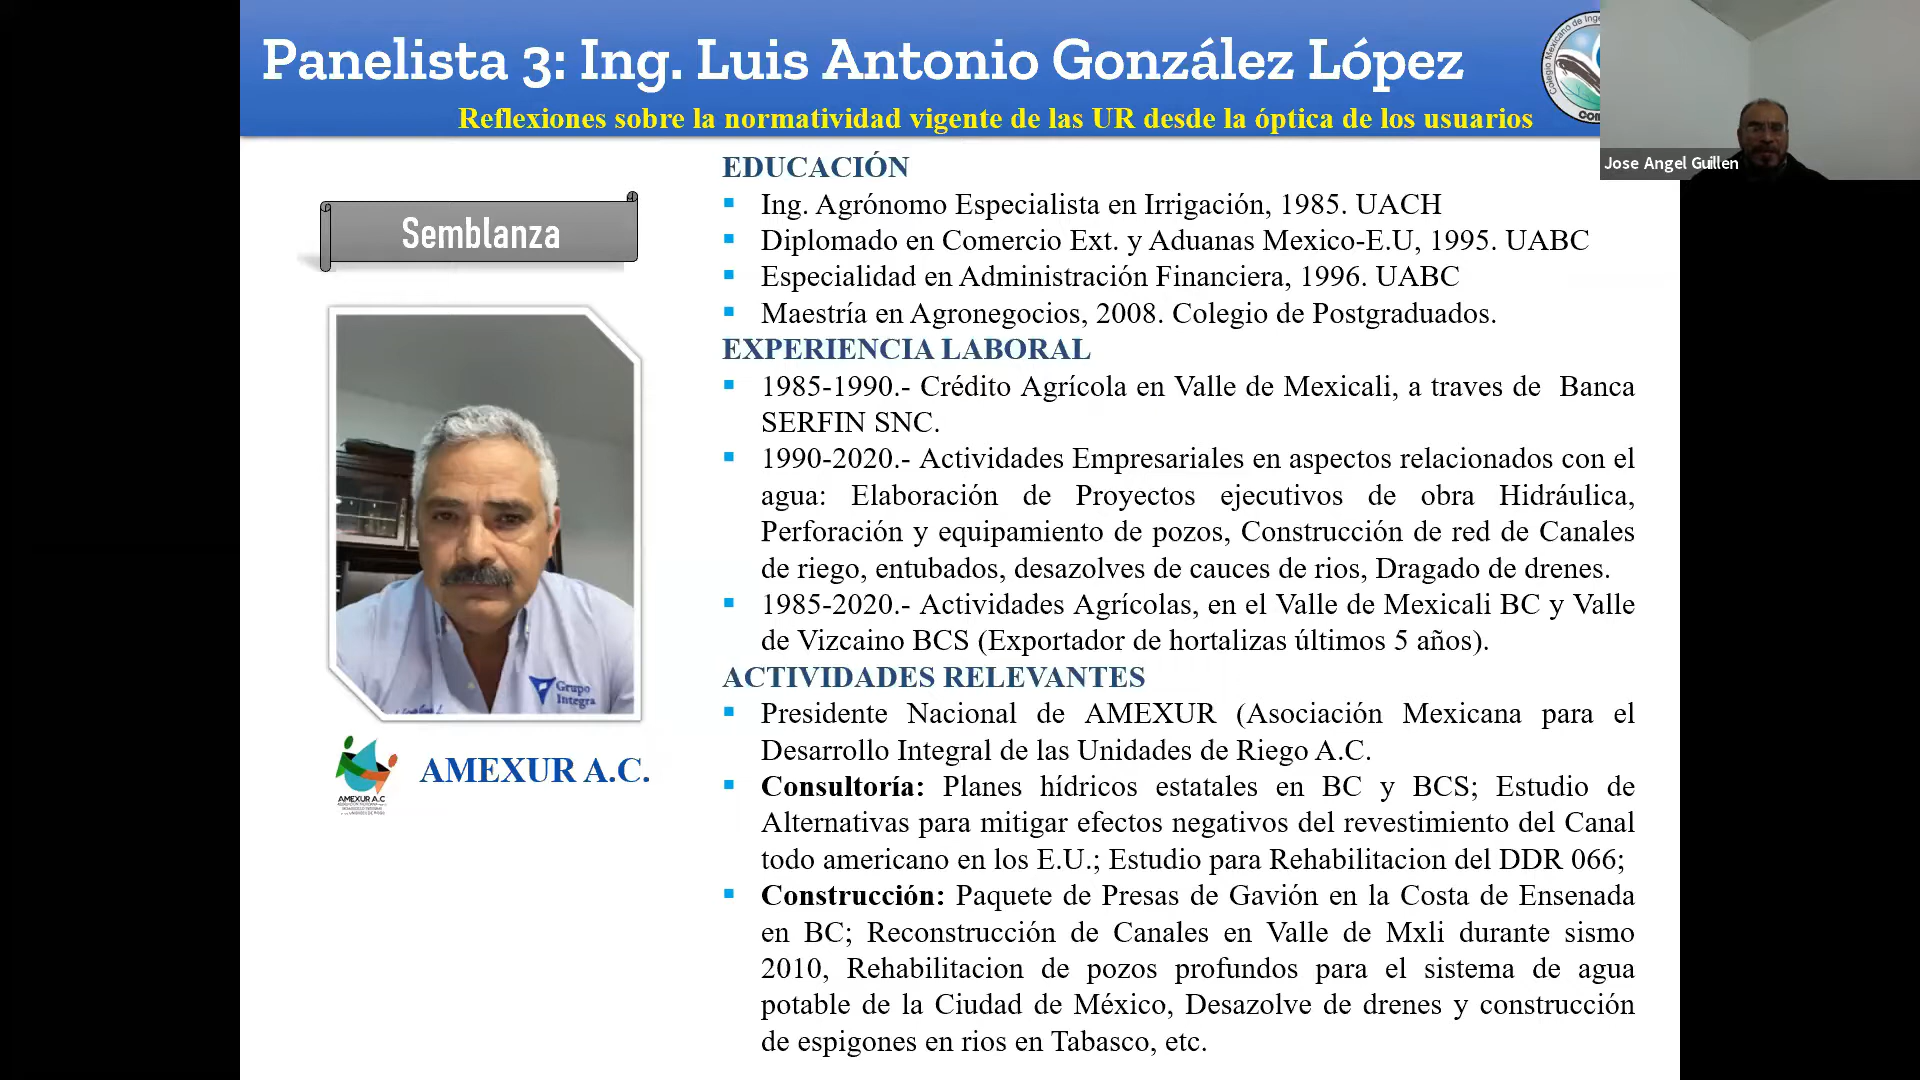 Panelista 3: Ing. Luis Antonio González López
Reflexiones sobre la normatividad vigente de las UR desde la óptica de los usuarios
Colegio Mexicano de Inge
Jose Angel Guillen
Semblanza
Grupo
Integra
AMEXUR A.C
AMEXUR A.C.
EDUCACIÓN
▪ Ing. Agrónomo Especialista en Irrigación, 1985. UACH
▪ Diplomado en Comercio Ext. y Aduanas Mexico-E.U, 1995. UABC
▪ Especialidad en Administración Financiera, 1996. UABC
▪ Maestría en Agronegocios, 2008. Colegio de Postgraduados.
EXPERIENCIA LABORAL
▪ 1985-1990.- Crédito Agrícola en Valle de Mexicali, a traves de Banca
SERFIN SNC.
▪ 1990-2020.- Actividades Empresariales en aspectos relacionados con el
agua: Elaboración de Proyectos ejecutivos de obra Hidráulica,
Perforación y equipamiento de pozos, Construcción de red de Canales
de riego, entubados, desazolves de cauces de rios, Dragado de drenes.
▪ 1985-2020.- Actividades Agrícolas, en el Valle de Mexicali BC y Valle
de Vizcaino BCS (Exportador de hortalizas últimos 5 años).
ACTIVIDADES RELEVANTES
▪ Presidente Nacional de AMEXUR (Asociación Mexicana para el
Desarrollo Integral de las Unidades de Riego A.C.
▪ Consultoría: Planes hídricos estatales en BC y BCS; Estudio de
Alternativas para mitigar efectos negativos del revestimiento del Canal
todo americano en los E.U.; Estudio para Rehabilitacion del DDR 066;
▪ Construcción: Paquete de Presas de Gavión en la Costa de Ensenada
en BC; Reconstrucción de Canales en Valle de Mxli durante sismo
2010, Rehabilitacion de pozos profundos para el sistema de agua
potable de la Ciudad de México, Desazolve de drenes y construcción
de espigones en rios en Tabasco, etc.